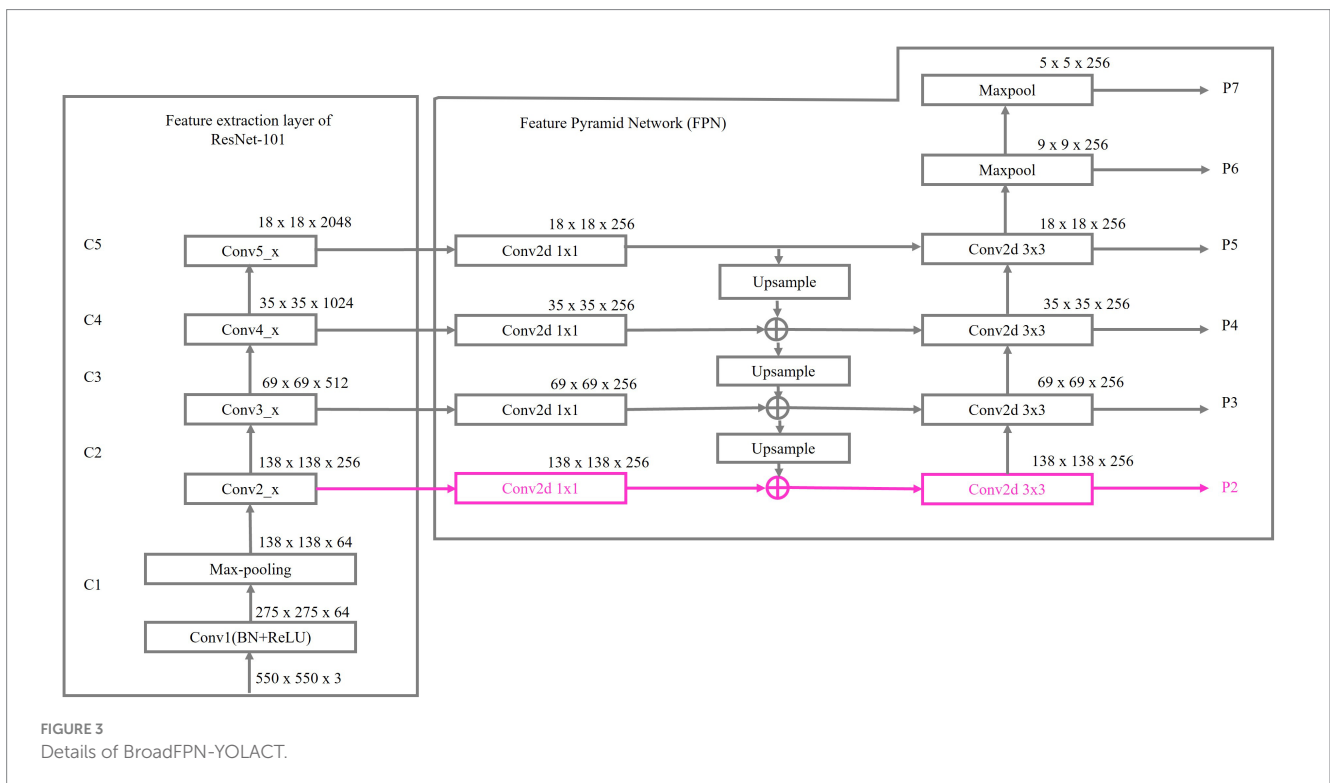 5 x 5 x 256
Maxpool
P7
Feature extraction layer of
ResNet-101
Feature Pyramid Network (FPN)
9 x 9 x 256
Maxpool
P6
18 x 18 x 2048
18 x 18 x 256
18 x 18 x 256
C5
Conv5_x
Conv2d 1x1
Conv2d 3x3
P5
Upsample
35 x 35 x 1024
35 x 35 x 256
35 x 35 x 256
C4
Conv4_x
Conv2d 1x1
Conv2d 3x3
P4
Upsample
C3
69 x 69 x 512
69 x 69 x 256
69 x 69 x 256
Conv3_x
Conv2d 1x1
Conv2d 3x3
P3
Upsample
C2
138 x 138 x 256
138 x 138 x 256
138 x 138 x 256
Conv2_x
Conv2d 1x1
Conv2d 3x3
P2
138 x 138 x 64
Max-pooling
C1
275 x 275 x 64
Conv1(BN+ReLU)
550 x 550 x 3
FIGURE 3
Details of BroadFPN-YOLACT.